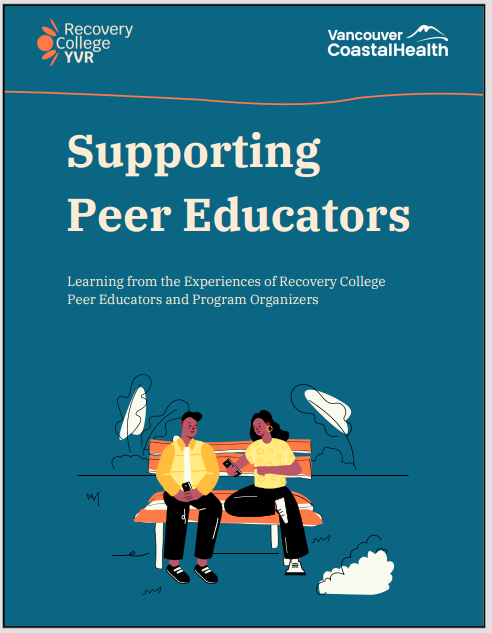 Recovery
College
YVR
Vancouver
CoastalHealth
Supporting
Peer Educators
Learning from the Experiences of Recovery College
Peer Educators and Program Organizers